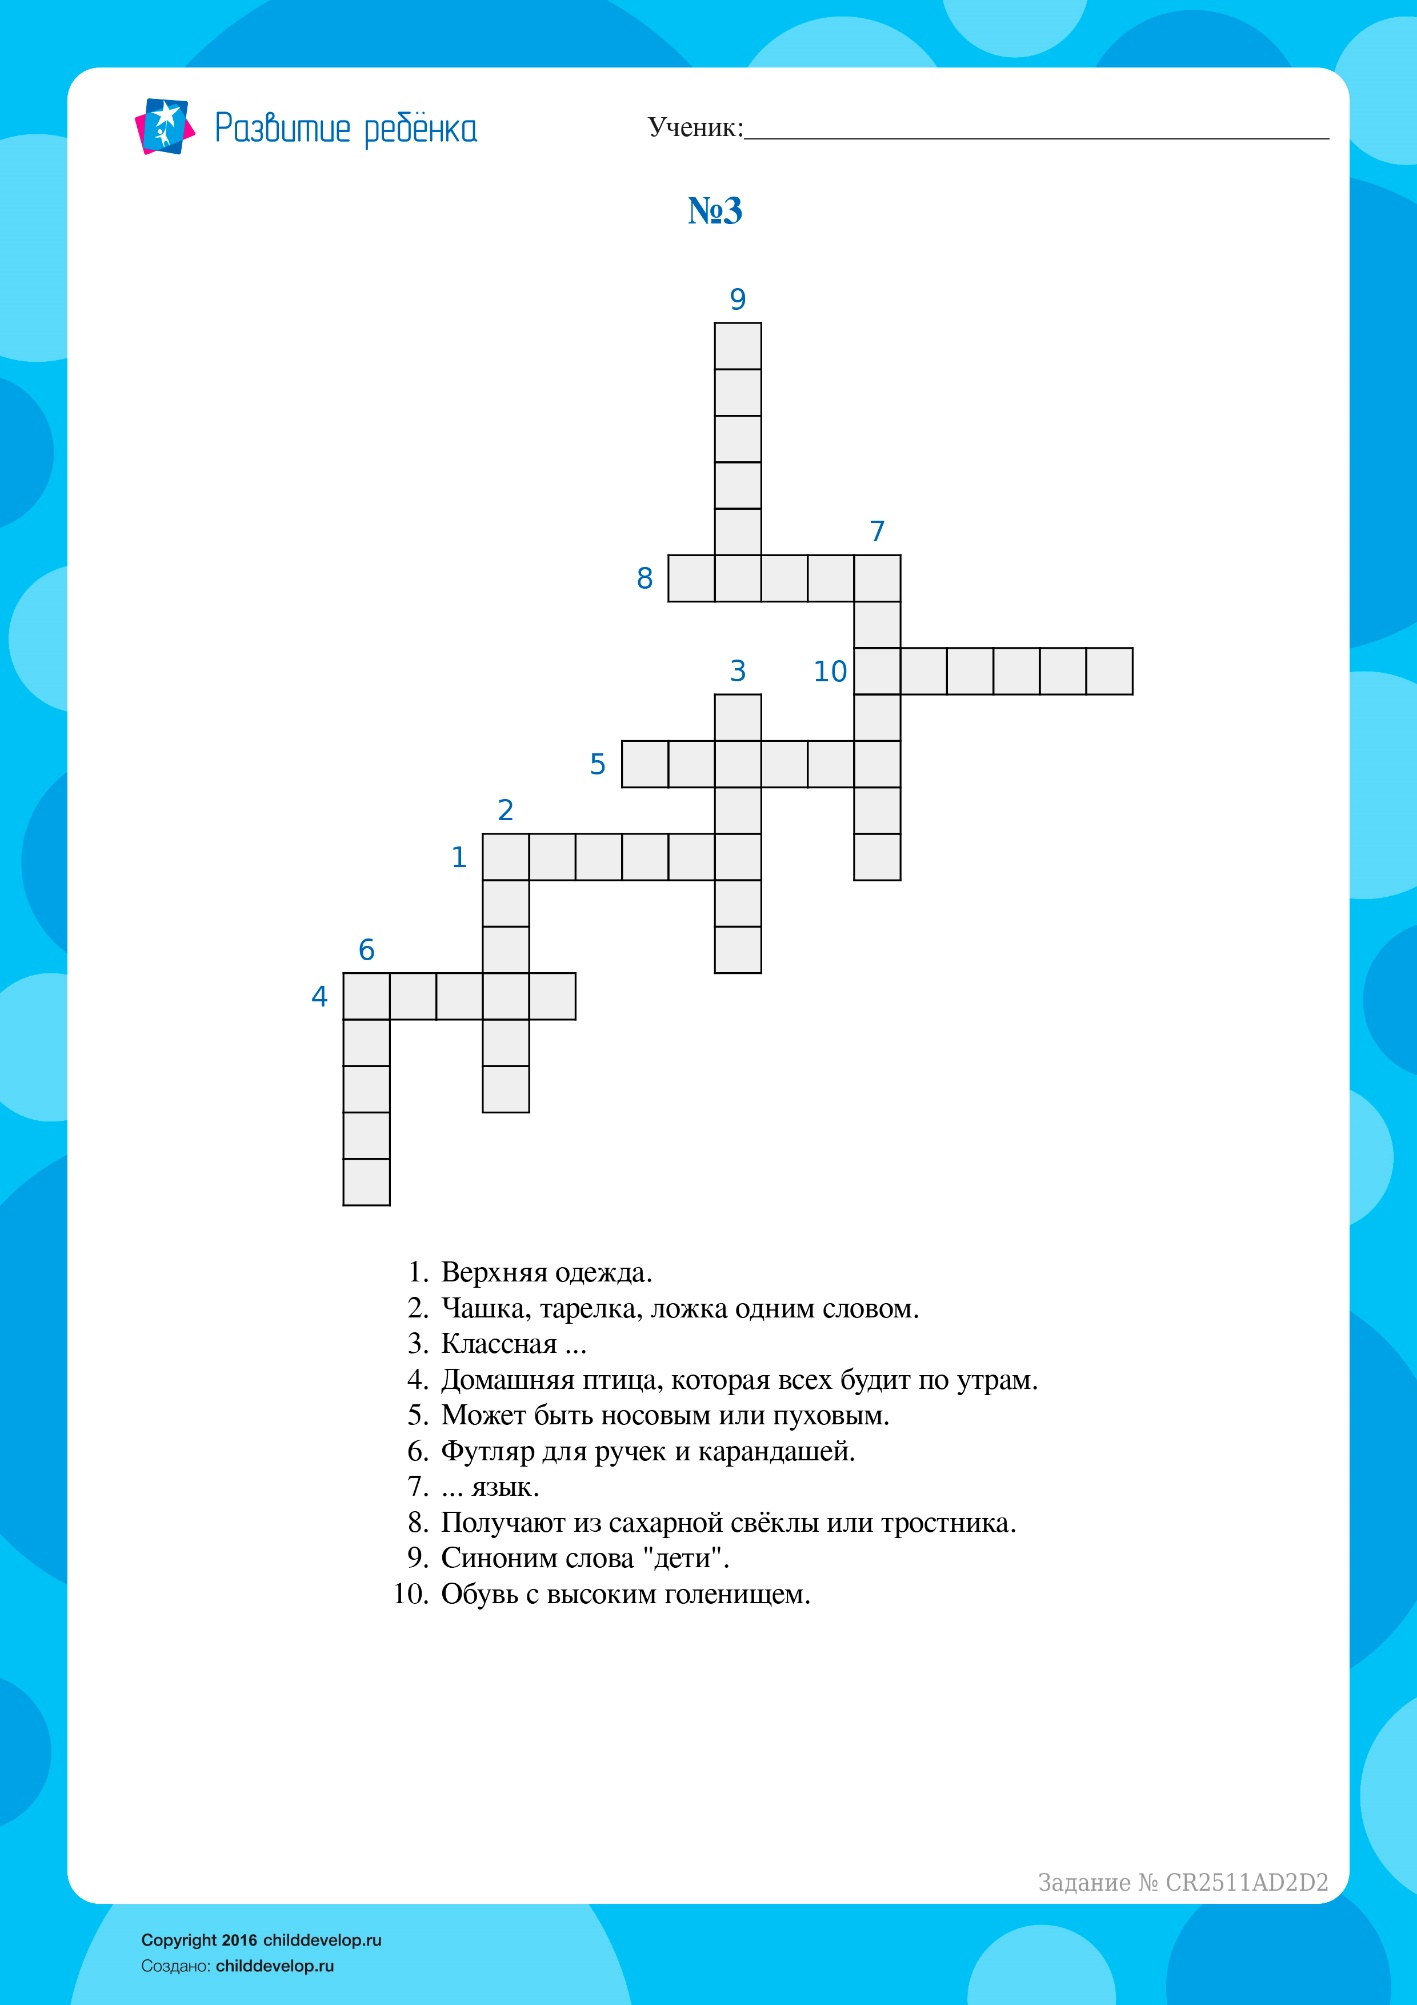 Развитие ребёнка
Ученик:
№3
9
7
8
3
10
5
2
1
6
4
1. Верхняя одежда.
2. Чашка, тарелка, ложка одним словом.
3. Классная ...
4. Домашняя птица, которая всех будит по утрам.
5. Может быть носовым или пуховым.
6. Футляр для ручек и карандашей.
7. ... язык.
8. Получают из сахарной свёклы или тростника.
9. Синоним слова "дети".
10. Обувь с высоким голенищем.
Задание № CR2511AD2D2
Copyright 2016 childdevelop.ru
Создано: childdevelop.ru